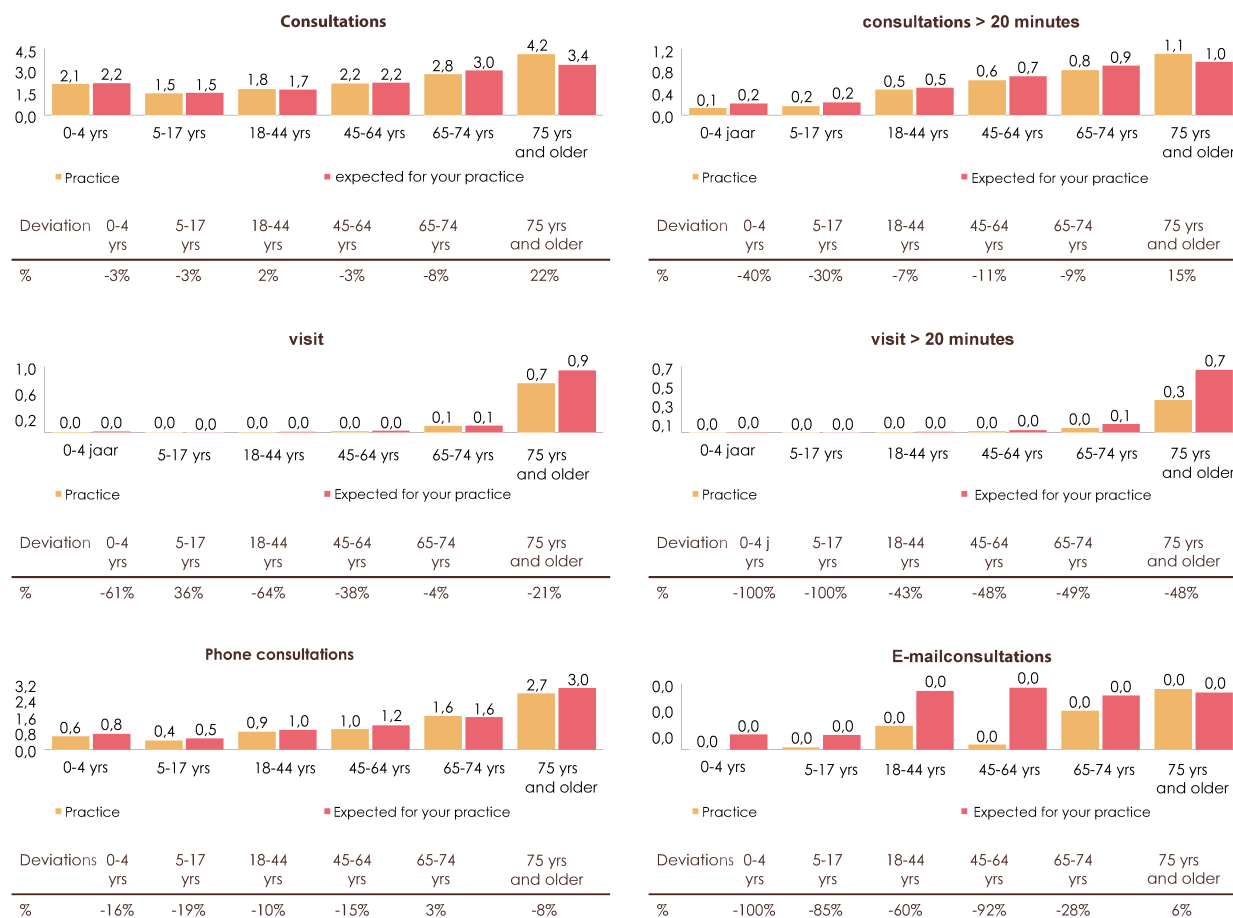 Consultations
4,5
3,0
1,5
0,0
2,1 2,2 1,5 1,5 1,8 1,7 2,2 2,2 2,8 3,0 4,2 3,4
0-4 yrs 5-17 yrs 18-44 yrs 45-64 yrs 65-74 yrs 75 yrs
and older
Practice expected for your practice
Deviation 0-4 5-17 18-44 45-64 65-74 75 yrs
yrs yrs yrs yrs yrs and older
% -3% -3% 2% -3% -8% 22%
consultations > 20 minutes
1,2
0,8
0,4
0,0
0,1 0,2 0,2 0,2 0,5 0,5 0,6 0,7 0,8 0,9 1,1 1,0
0-4 jaar 5-17 yrs 18-44 yrs 45-64 yrs 65-74 yrs 75 yrs
and older
Practice Expected for your practice
Deviation 0-4 5-17 18-44 45-64 65-74 75 yrs
yrs yrs yrs yrs yrs and older
% -40% -30% -7% -11% -9% 15%
visit
1,0
0,6
0,2
0,0 0,0 0,0 0,0 0,0 0,0 0,0 0,0 0,1 0,1 0,7 0,9
0-4 jaar 5-17 yrs 18-44 yrs 45-64 yrs 65-74 yrs 75 yrs
and older
Practice Expected for your practice
Deviation 0-4 5-17 18-44 45-64 65-74 75 yrs
yrs yrs yrs yrs yrs and older
% -61% 36% -64% -38% -4% -21%
visit > 20 minutes
0,7
0,5
0,3
0,1
0,0 0,0 0,0 0,0 0,0 0,0 0,0 0,0 0,0 0,1 0,3 0,7
0-4 jaar 5-17 yrs 18-44 yrs 45-64 yrs 65-74 yrs 75 yrs
and older
Practice Expected for your practice
Deviation 0-4 j 5-17 18-44 45-64 65-74 75 yrs
yrs yrs yrs yrs yrs and older
% -100% -100% -43% -48% -49% -48%
Phone consultations
3,2
2,4
1,6
0,8
0,0
0,6 0,8 0,4 0,5 0,9 1,0 1,0 1,2 1,6 1,6 2,7 3,0
0-4 yrs 5-17 yrs 18-44 yrs 45-64 yrs 65-74 yrs 75 yrs
and older
Practice Expected for your practice
Deviations 0-4 5-17 18-44 45-64 65-74 75 yrs
yrs yrs yrs yrs yrs and older
% -16% -19% -10% -15% 3% -8%
E-mailconsultations
0,0
0,0
0,0
0,0 0,0 0,0 0,0 0,0 0,0 0,0 0,0 0,0 0,0 0,0 0,0
0-4 yrs 5-17 yrs 18-44 yrs 45-64 yrs 65-74 yrs 75 yrs
and older
Practice Expected for your practice
Deviations 0-4 5-17 18-44 45-64 65-74 75 yrs
yrs yrs yrs yrs yrs and older
% -100% -85% -60% -92% -28% 6%